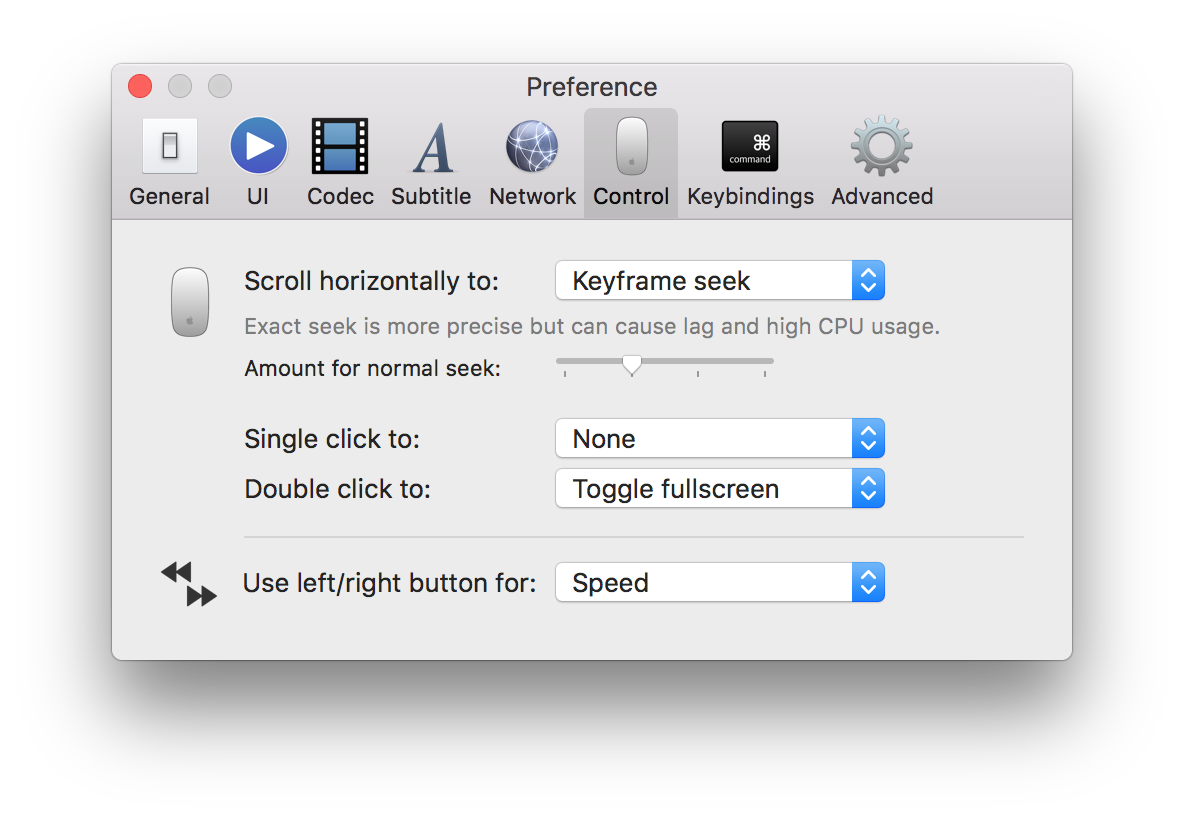 Preference
⌘
command
General UI Codec Subtitle Network Control Keybindings Advanced
Scroll horizontally to: Keyframe seek
Exact seek is more precise but can cause lag and high CPU usage.
Amount for normal seek:
Single click to: None
Double click to: Toggle fullscreen
Use left/right button for: Speed